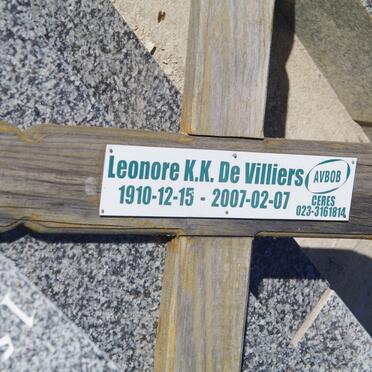 Leonore K.K. De Villiers
1910-12-15 - 2007-02-07
AVBOB
CERES
023-3161814